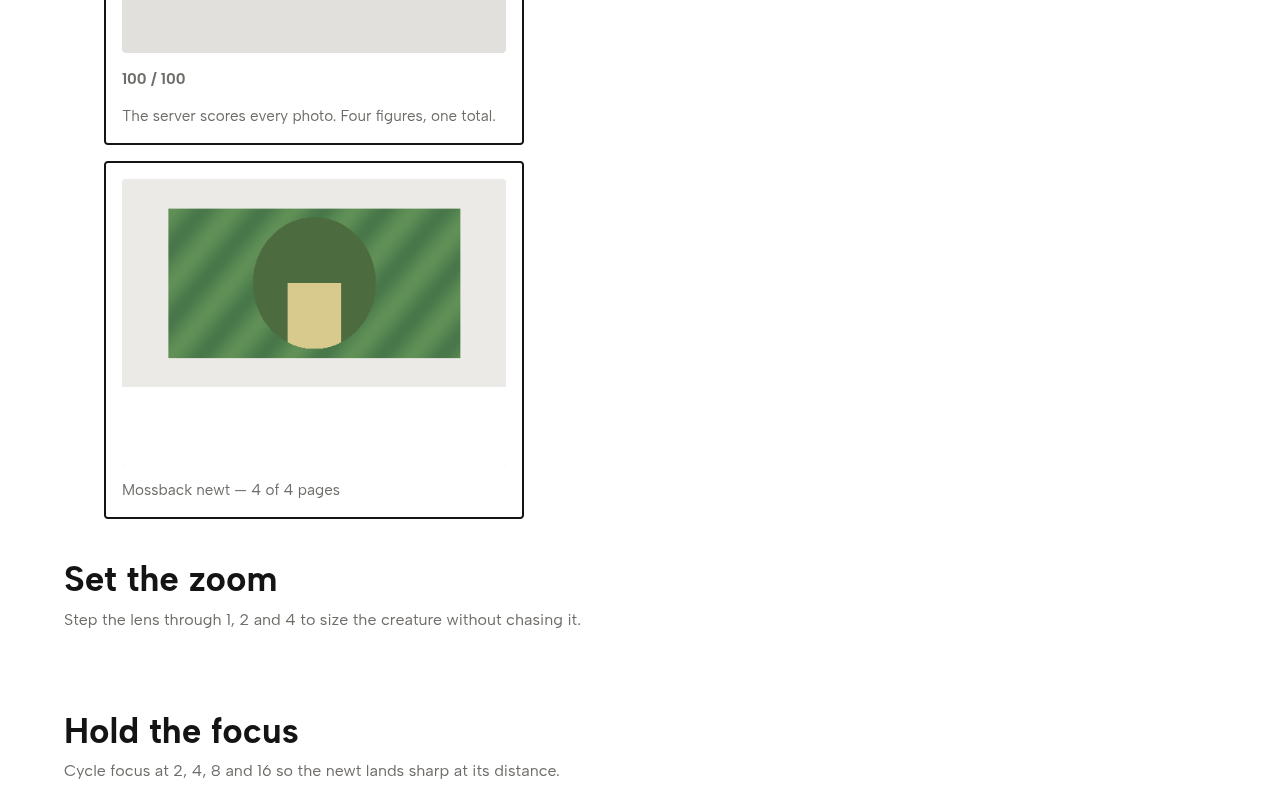 100 / 100
The server scores every photo. Four figures, one total.
Mossback newt — 4 of 4 pages
Set the zoom
Step the lens through 1, 2 and 4 to size the creature without chasing it.
Hold the focus
Cycle focus at 2, 4, 8 and 16 so the newt lands sharp at its distance.